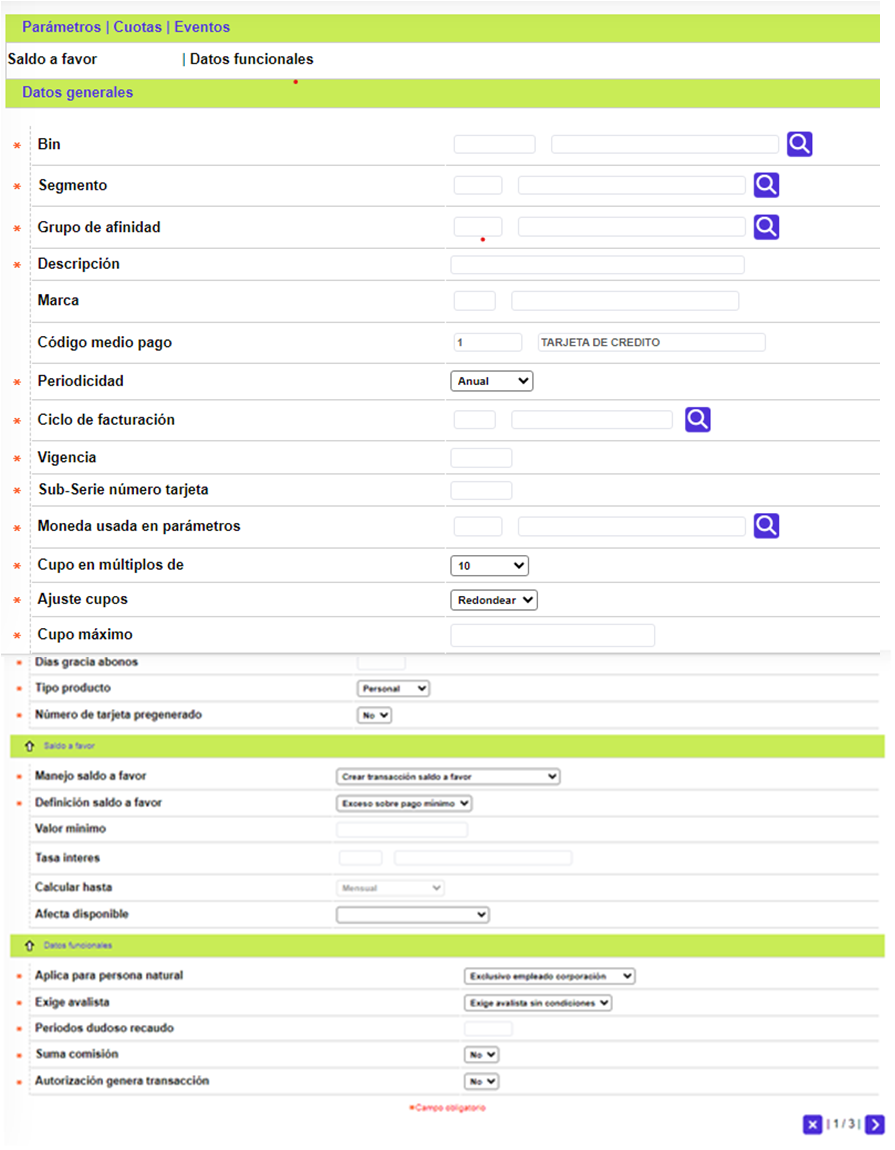 Parámetros | Cuotas | Eventos
Saldo a favor | Datos funcionales
Datos generales
* Bin
* Segmento
* Grupo de afinidad
* Descripción
Marca
Código medio pago 1 TARJETA DE CREDITO
* Periodicidad Anual
* Ciclo de facturación
* Vigencia
* Sub-Serie número tarjeta
* Moneda usada en parámetros
* Cupo en múltiplos de 10
* Ajuste cupos Redondear
* Cupo máximo
* Dias gracia abonos
* Tipo producto Personal
* Número de tarjeta pregenerado No
Saldo a favor
* Manejo saldo a favor Crear transacción saldo a favor
* Definición saldo a favor Exceso sobre pago mínimo
Valor minimo
Tasa interes
Calcular hasta Mensual
Afecta disponible
Datos funcionales
* Aplica para persona natural Exclusivo empleado corporación
* Exige avalista Exige avalista sin condiciones
* Periodos dudoso recaudo
* Suma comisión No
* Autorización genera transacción No
*Campo obligatorio
| 1 / 3 |